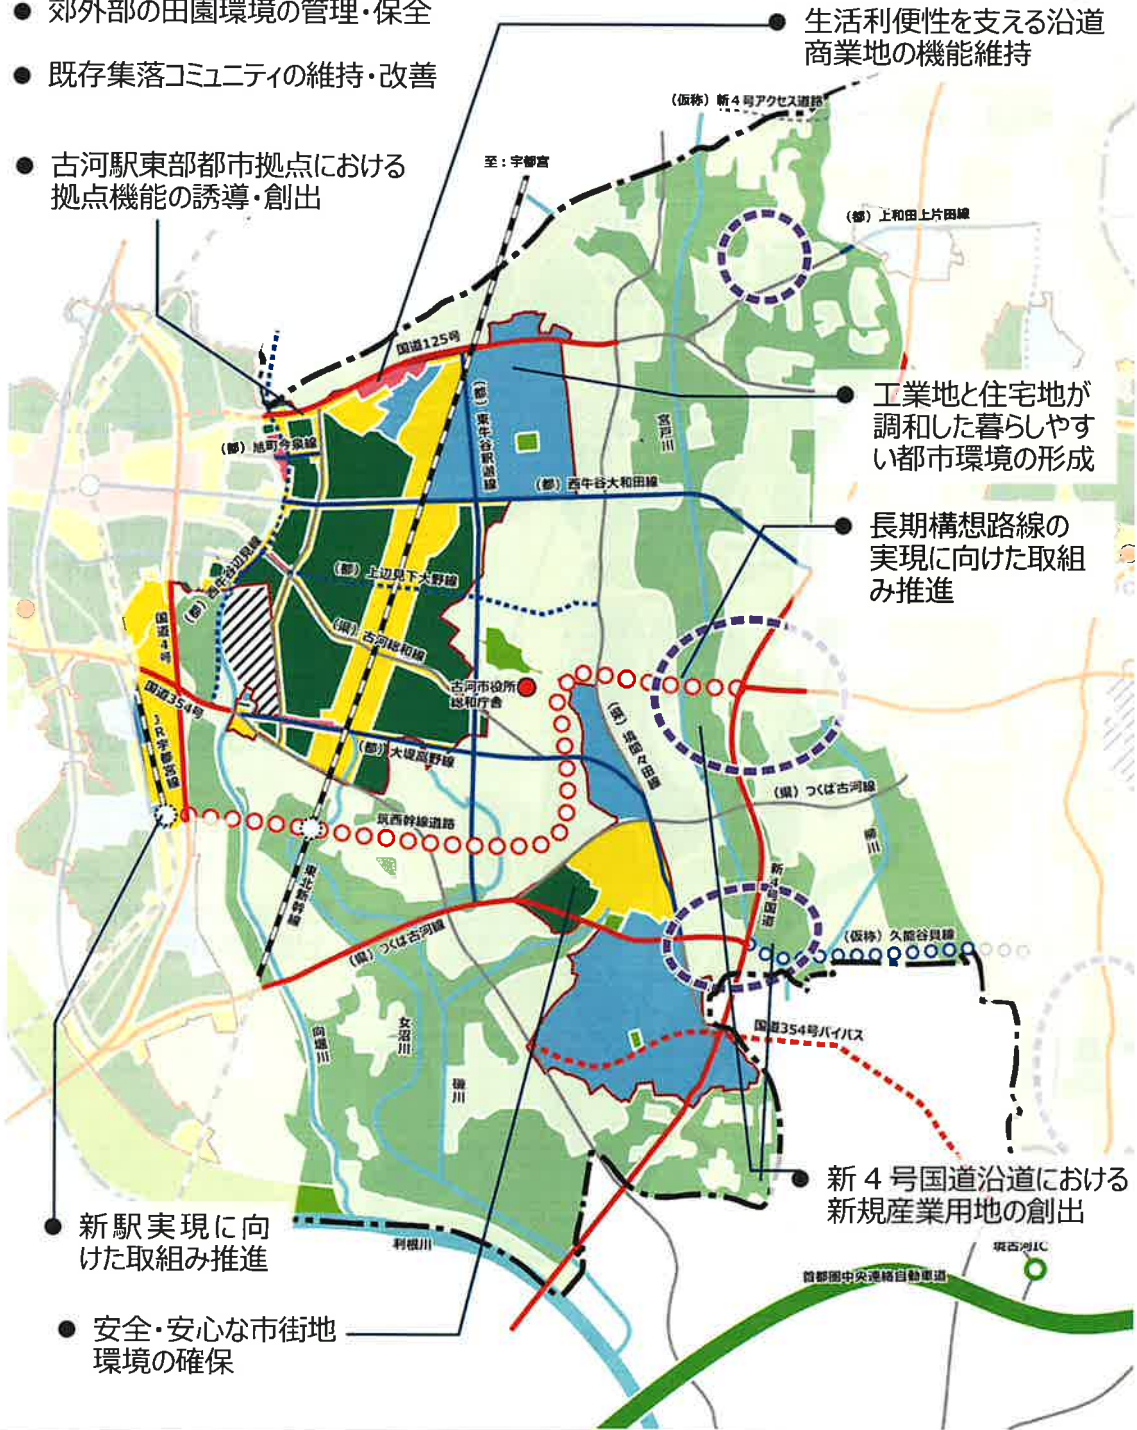 ● 郊外部の田園環境の管理・保全
● 既存集落コミュニティの維持・改善
● 古河駅東部都市拠点における
拠点機能の誘導・創出
● 生活利便性を支える沿道
商業地の機能維持
(仮称)新4号アクセス道路
至:宇都宮
(都)上和田上片田線
国道125号
(都)東牛谷釈迦線
宮戸川
● 工業地と住宅地が
調和した暮らしやす
い都市環境の形成
(都)旭町今泉線
(都)西牛谷大和田線
● 長期構想路線の
実現に向けた取組
み推進
(都)西牛谷辺見線
(都)上辺見下大野線
国道4号
(県)古河総和線
古河市役所
総和庁舎
国道354号
JR宇都宮線
(都)大堤高野線
(県)つくば古河線
筑西幹線道路
東北新幹線
新4号国道
(県)つくば古河線
(仮称)久能谷貝線
向堀川
女沼川
磯川
国道354号バイパス
● 新4号国道沿道における
新規産業用地の創出
● 新駅実現に向
けた取組み推進
利根川
境古河IC
首都圏中央連絡自動車道
● 安全・安心な市街地
環境の確保